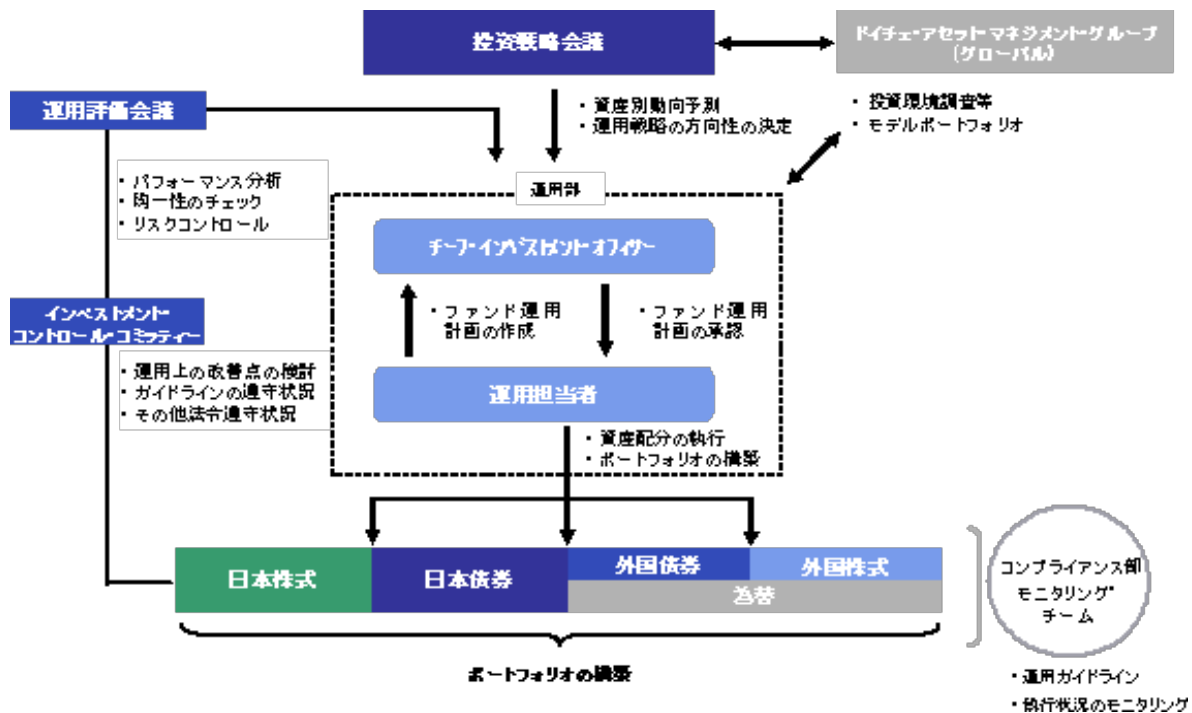 投資戦略会議
ドイチェ・アセットマネジメント・グループ
(グローバル)
運用評価会議
・資産別動向予測
・運用戦略の方向性の決定
・投資環境調査等
・モデルポートフォリオ
・パフォーマンス分析
・均一性のチェック
・リスクコントロール
運用部
チーフ・インベストメント・オフィサー
インベストメント・
コントロール・コミッティー
・ファンド運用
計画の作成
・ファンド運用
計画の承認
・運用上の改善点の検討
・ガイドラインの遵守状況
・その他法令遵守状況
運用担当者
・資産配分の執行
・ポートフォリオの構築
日本株式
日本債券
外国債券
外国株式
為替
コンプライアンス部
モニタリング・
チーム
ポートフォリオの構築
・運用ガイドライン
・執行状況のモニタリング